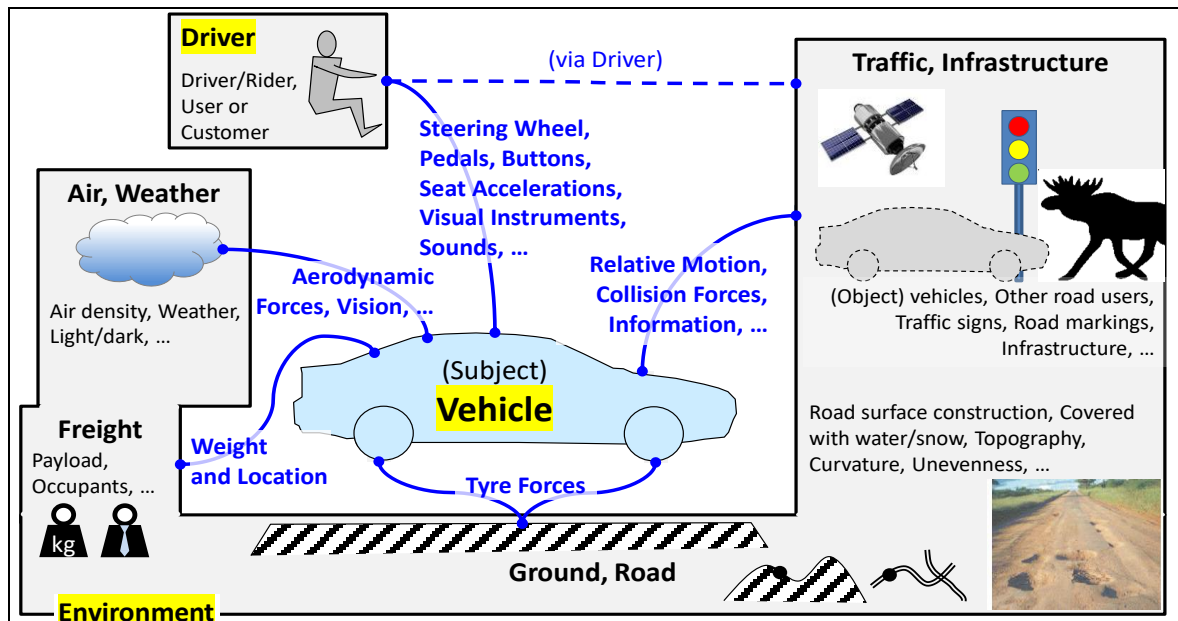 Driver
Driver/Rider,
User or
Customer
(via Driver)
Traffic, Infrastructure
Steering Wheel,
Pedals, Buttons,
Seat Accelerations,
Visual Instruments,
Sounds, …
Air, Weather
Air density, Weather,
Light/dark, …
Aerodynamic
Forces, Vision, …
Relative Motion,
Collision Forces,
Information, …
(Object) vehicles, Other road users,
Traffic signs, Road markings,
Infrastructure, …
(Subject)
Vehicle
Freight
Payload,
Occupants, …
kg
Weight
and Location
Tyre Forces
Road surface construction, Covered
with water/snow, Topography,
Curvature, Unevenness, …
Ground, Road
Environment